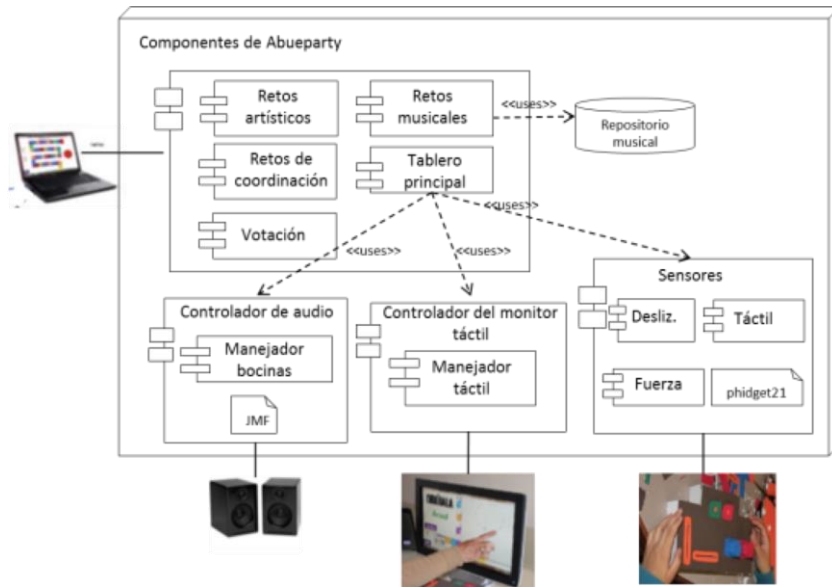 Componentes de Abueparty
Retos
artísticos
Retos
musicales
<<uses>>
Repositorio
musical
Retos de
coordinación
Tablero
principal
Votación
<<uses>>
<<uses>>
<<uses>>
Controlador de audio
Manejador
bocinas
JMF
Controlador del monitor
táctil
Manejador
táctil
Sensores
Desliz.
Táctil
Fuerza
phidget21